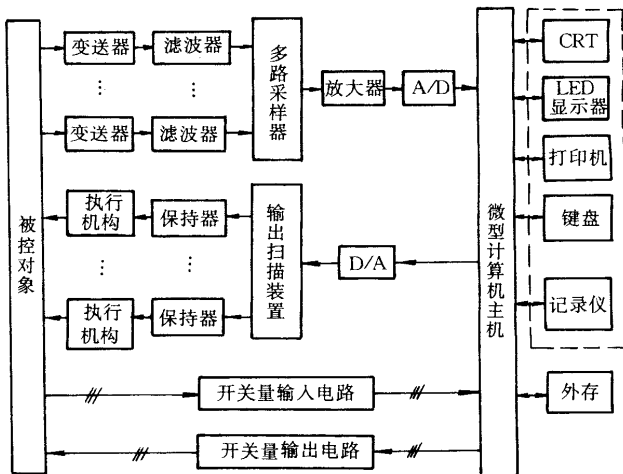 变送器
滤波器
多路采样器
放大器
A/D
变送器
滤波器
执行
机构
保持器
输出扫描装置
D/A
执行
机构
保持器
被控对象
微型计算机主机
CRT
LED
显示器
打印机
键盘
记录仪
外存
开关量输入电路
开关量输出电路